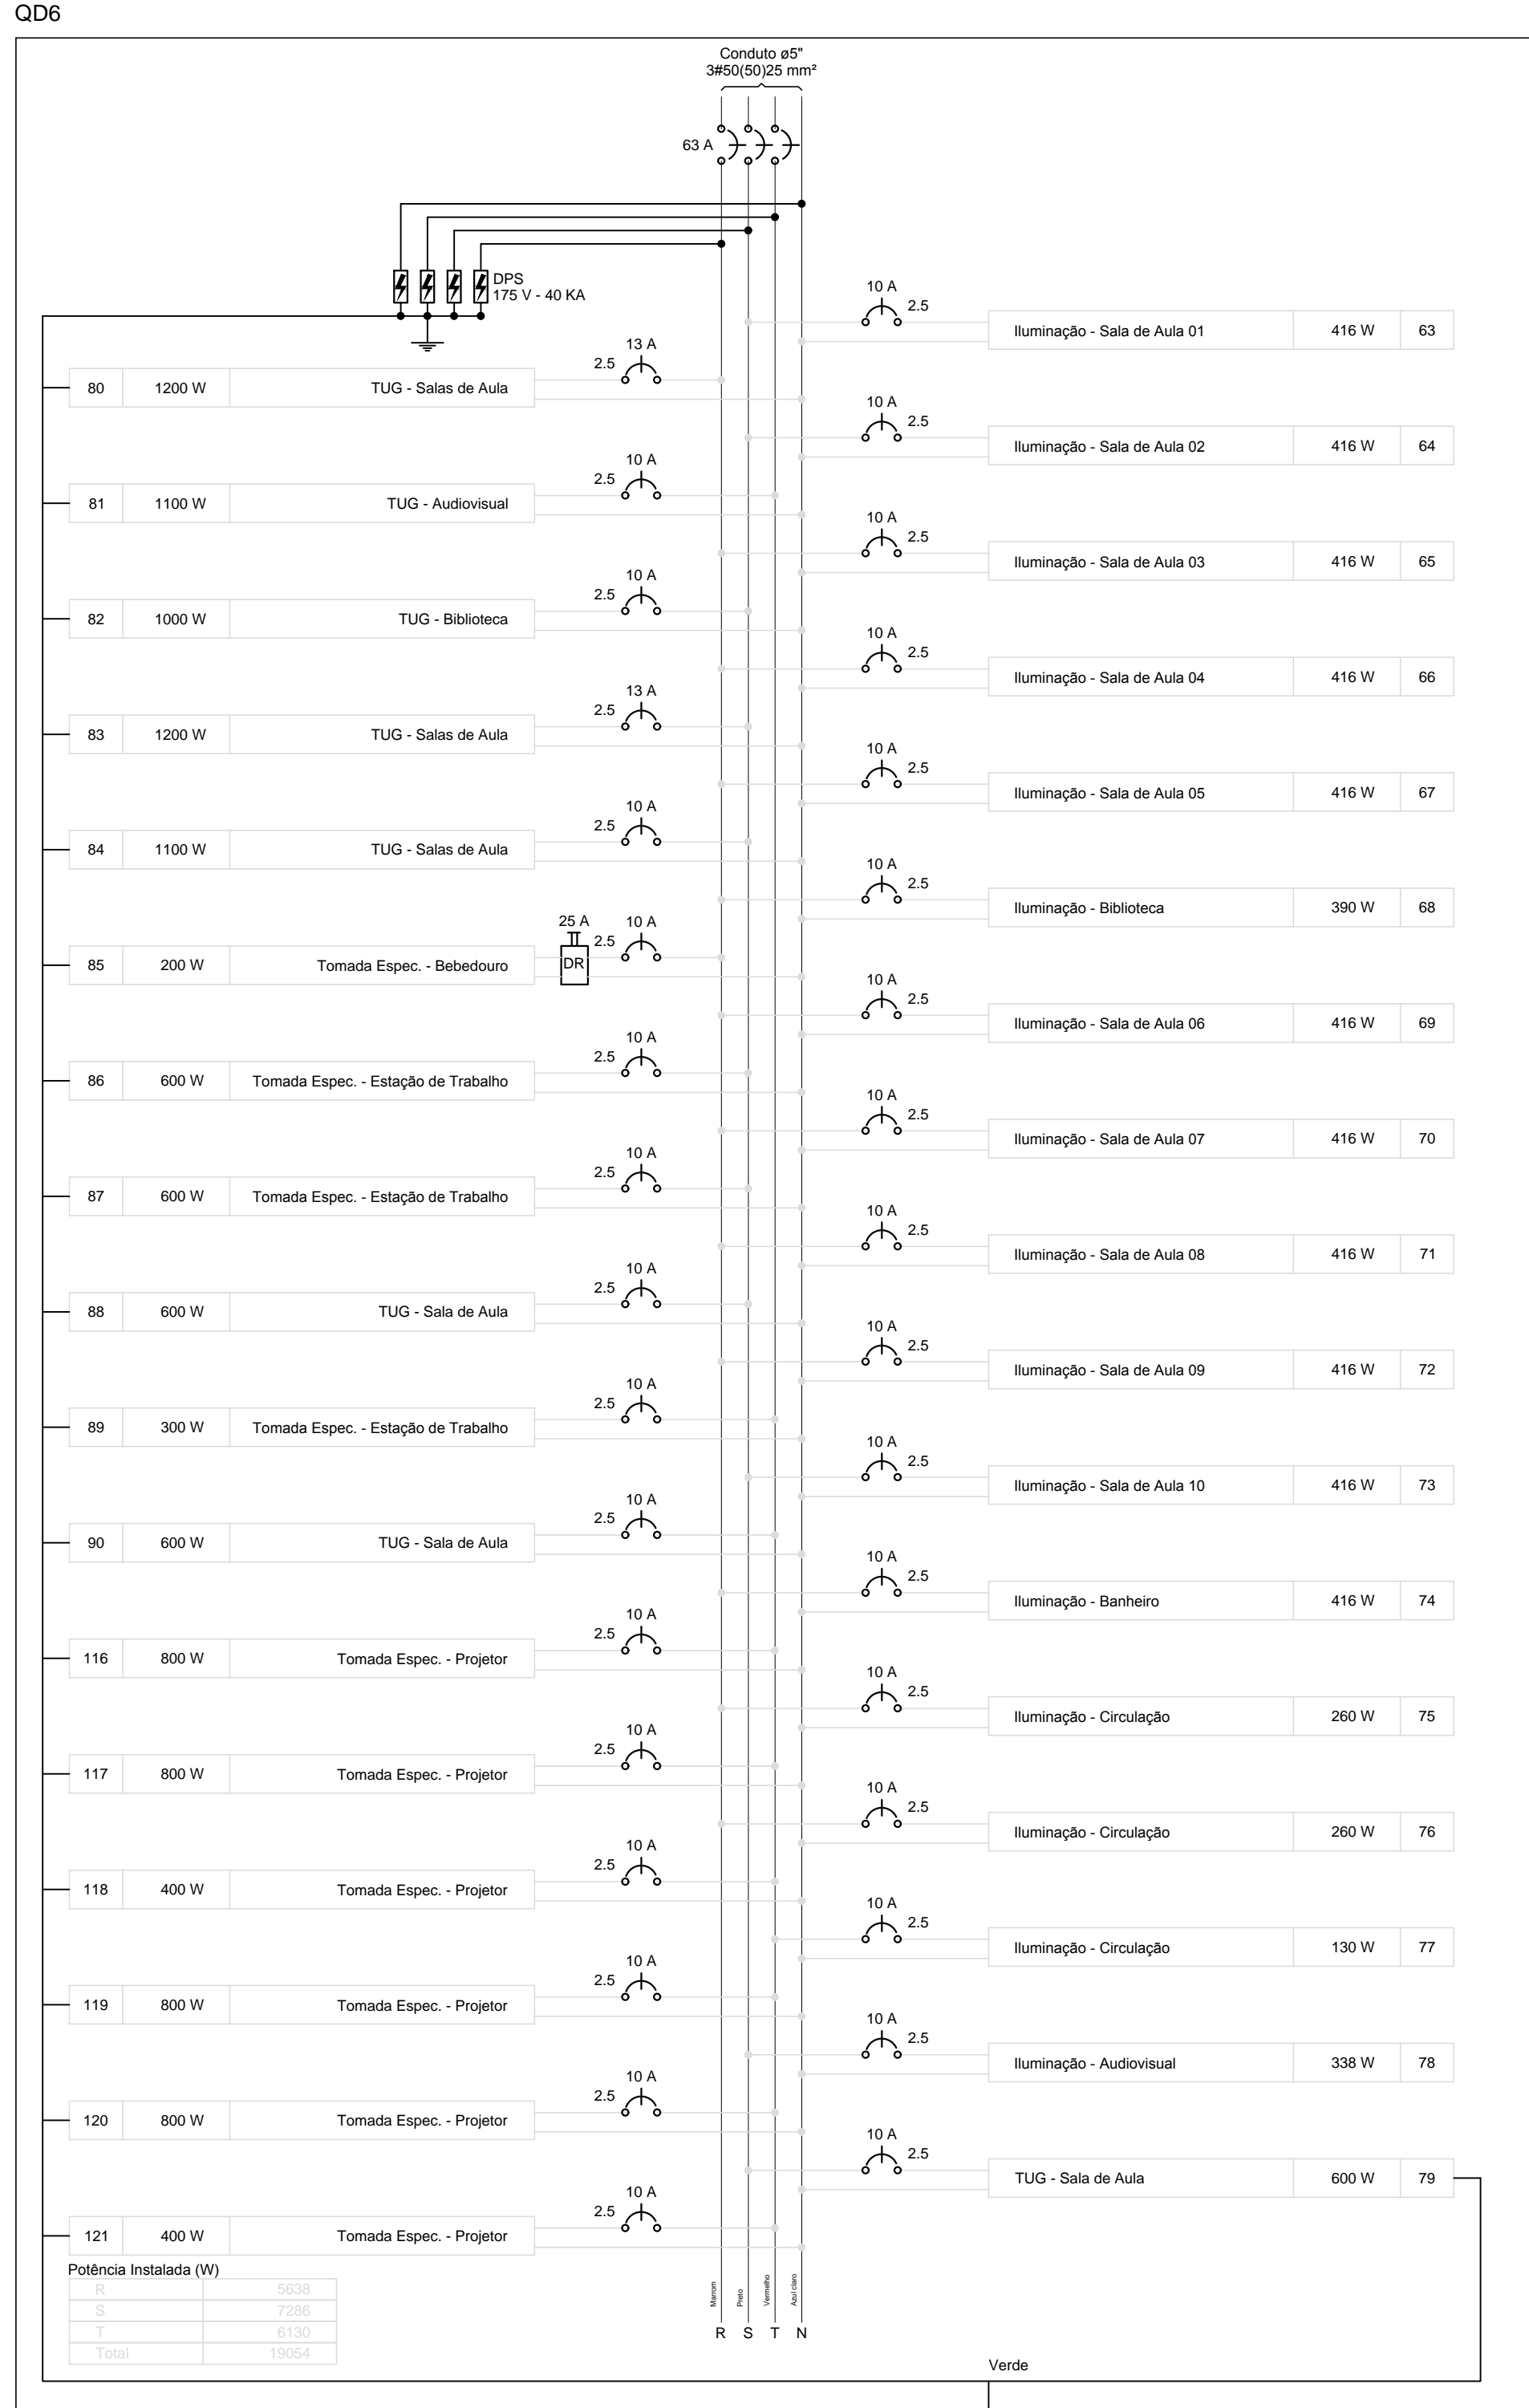 QD6
Conduto ø5"
3#50(50)25 mm²
63 A
DPS
175 V - 40 KA
10 A
2.5
Iluminação - Sala de Aula 01 416 W 63
13 A
2.5
80 1200 W TUG - Salas de Aula
10 A
2.5
Iluminação - Sala de Aula 02 416 W 64
10 A
2.5
81 1100 W TUG - Audiovisual
10 A
2.5
Iluminação - Sala de Aula 03 416 W 65
10 A
2.5
82 1000 W TUG - Biblioteca
10 A
2.5
Iluminação - Sala de Aula 04 416 W 66
13 A
2.5
83 1200 W TUG - Salas de Aula
10 A
2.5
Iluminação - Sala de Aula 05 416 W 67
10 A
2.5
84 1100 W TUG - Salas de Aula
10 A
2.5
Iluminação - Biblioteca 390 W 68
25 A 10 A
2.5
DR
85 200 W Tomada Espec. - Bebedouro
10 A
2.5
Iluminação - Sala de Aula 06 416 W 69
10 A
2.5
86 600 W Tomada Espec. - Estação de Trabalho
10 A
2.5
Iluminação - Sala de Aula 07 416 W 70
10 A
2.5
87 600 W Tomada Espec. - Estação de Trabalho
10 A
2.5
Iluminação - Sala de Aula 08 416 W 71
10 A
2.5
88 600 W TUG - Sala de Aula
10 A
2.5
Iluminação - Sala de Aula 09 416 W 72
10 A
2.5
89 300 W Tomada Espec. - Estação de Trabalho
10 A
2.5
Iluminação - Sala de Aula 10 416 W 73
10 A
2.5
90 600 W TUG - Sala de Aula
10 A
2.5
Iluminação - Banheiro 416 W 74
10 A
2.5
116 800 W Tomada Espec. - Projetor
10 A
2.5
Iluminação - Circulação 260 W 75
10 A
2.5
117 800 W Tomada Espec. - Projetor
10 A
2.5
Iluminação - Circulação 260 W 76
10 A
2.5
118 400 W Tomada Espec. - Projetor
10 A
2.5
Iluminação - Circulação 130 W 77
10 A
2.5
119 800 W Tomada Espec. - Projetor
10 A
2.5
Iluminação - Audiovisual 338 W 78
10 A
2.5
120 800 W Tomada Espec. - Projetor
10 A
2.5
TUG - Sala de Aula 600 W 79
10 A
2.5
121 400 W Tomada Espec. - Projetor
Potência Instalada (W)
R 5638
S 7286
T 6130
Total 19054
Marrom
Preto
Vermelho
Azul claro
R S T N
Verde